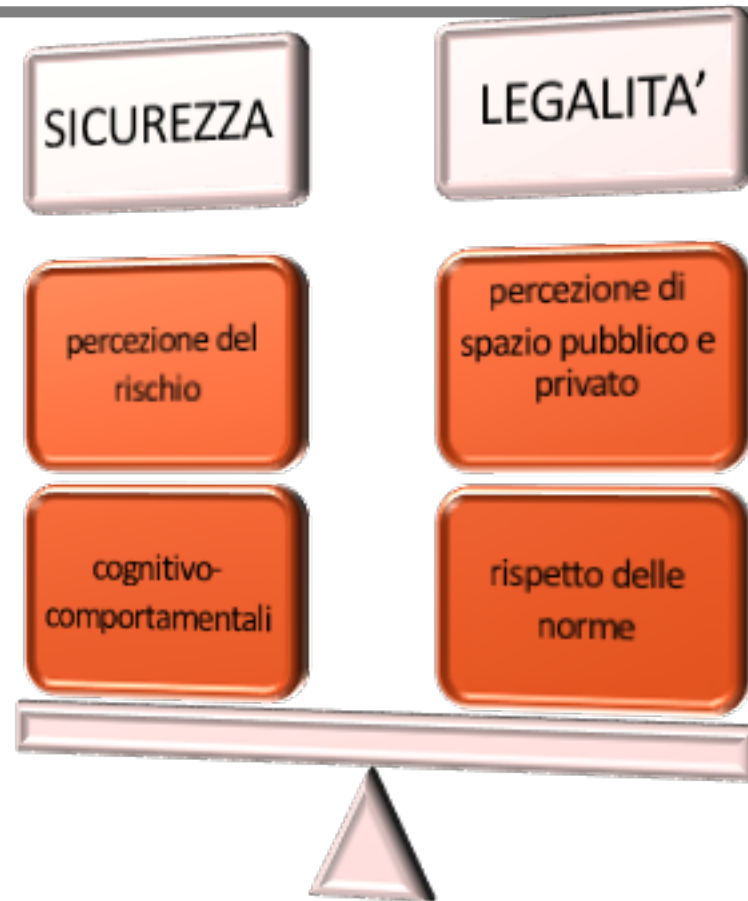 SICUREZZA
percezione del
rischio
cognitivo-
comportamentali
LEGALITA’
percezione di
spazio pubblico e
privato
rispetto delle
norme